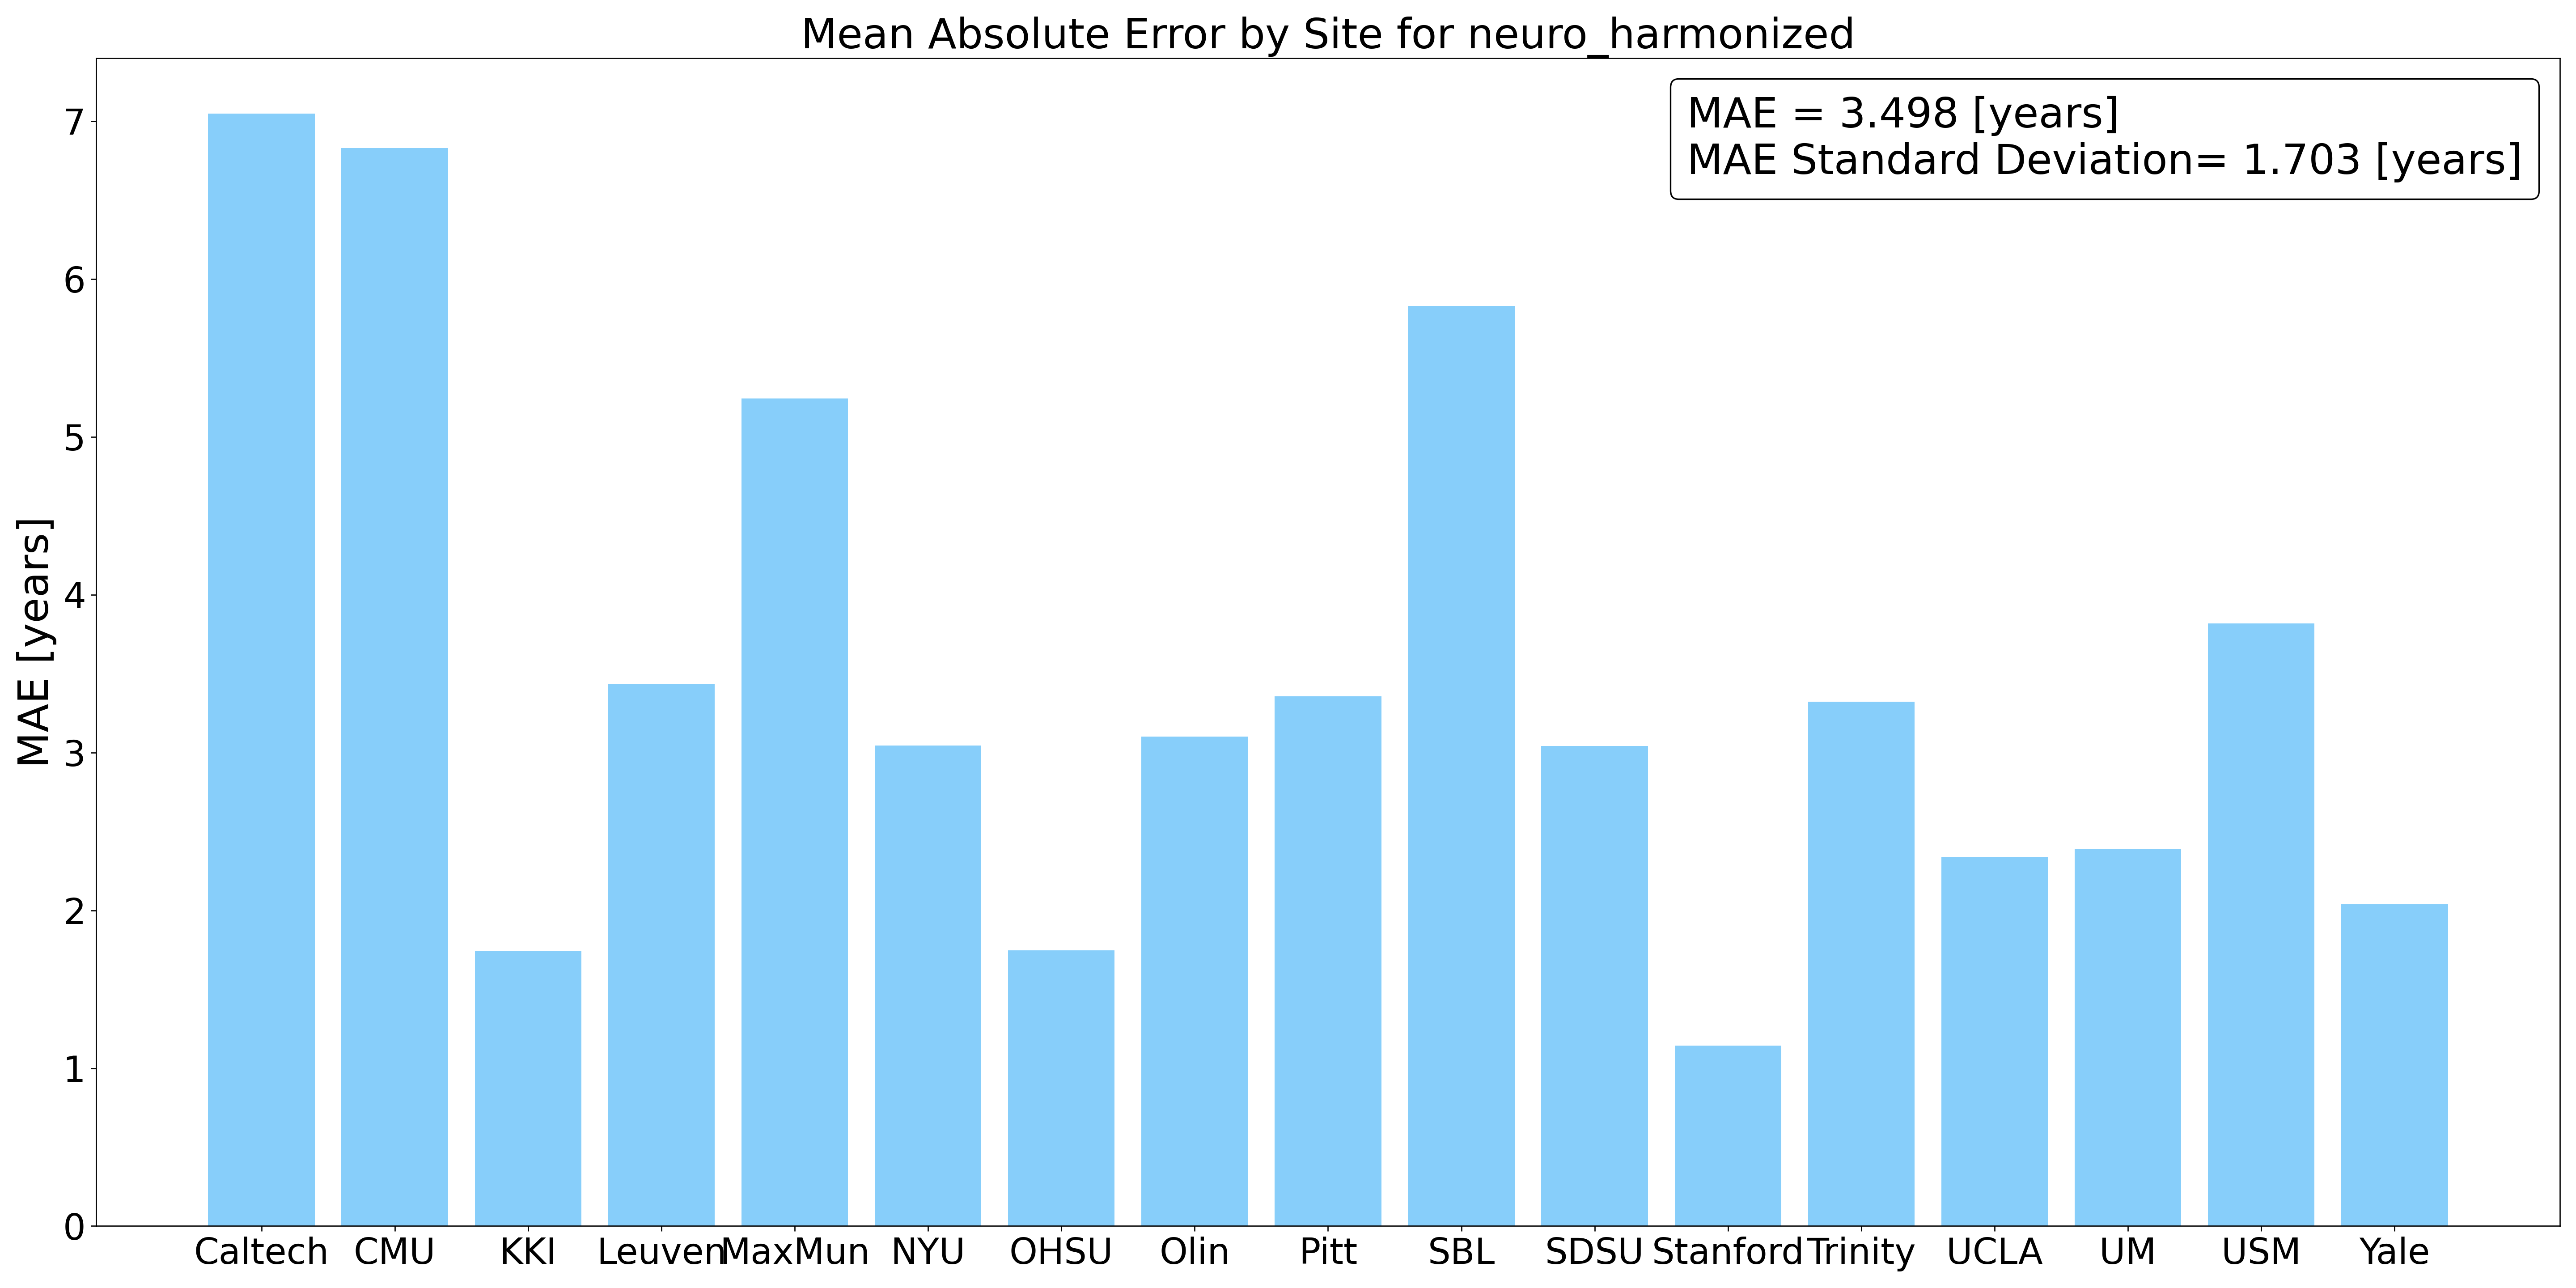 Mean Absolute Error by Site for neuro_harmonized
MAE = 3.498 [years]
MAE Standard Deviation= 1.703 [years]
MAE [years]
7
6
5
4
3
2
1
0
Caltech CMU KKI Leuven MaxMun NYU OHSU Olin Pitt SBL SDSU Stanford Trinity UCLA UM USM Yale